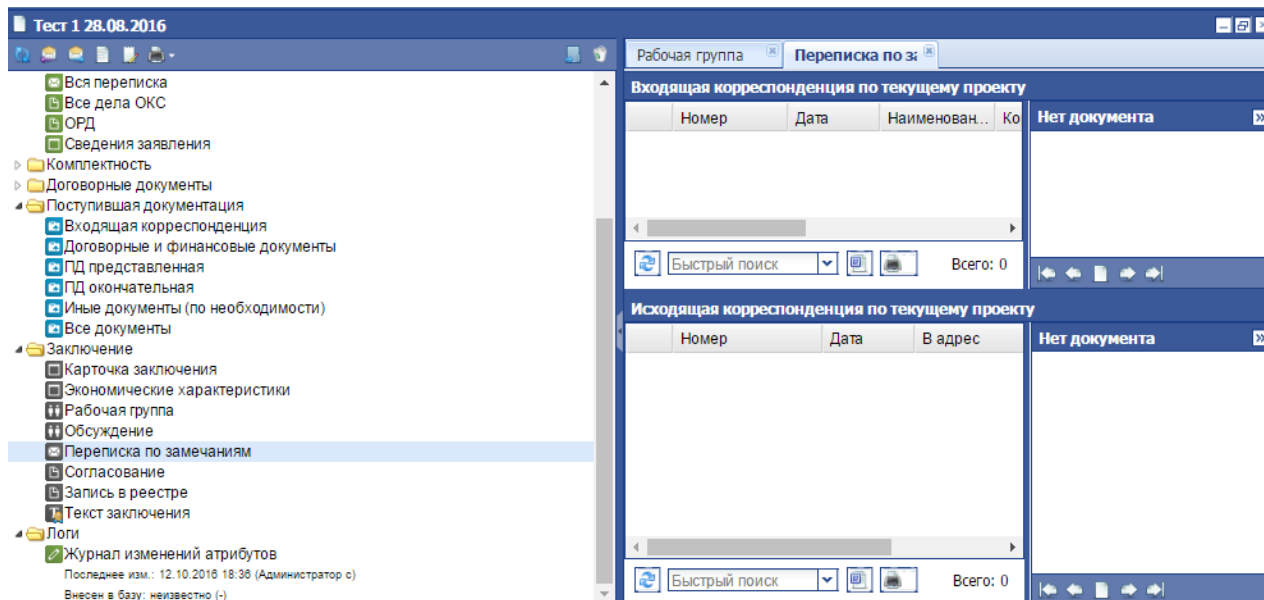 Тест 1 28.08.2016
Вся переписка
Все дела ОКС
ОРД
Сведения заявления
Комплектность
Договорные документы
Поступившая документация
Входящая корреспонденция
Договорные и финансовые документы
ПД представленная
ПД окончательная
Иные документы (по необходимости)
Все документы
Заключение
Карточка заключения
Экономические характеристики
Рабочая группа
Обсуждение
Переписка по замечаниям
Согласование
Запись в реестре
Текст заключения
Логи
Журнал изменений атрибутов
Последнее изм.: 12.10.2016 18:36 (Администратор с)
Внесен в базу: неизвестно (-)
Рабочая группа Переписка по за
Входящая корреспонденция по текущему проекту
Номер Дата Наименован... Ко
Нет документа
Быстрый поиск Всего: 0
Исходящая корреспонденция по текущему проекту
Номер Дата В адрес
Нет документа
Быстрый поиск Всего: 0